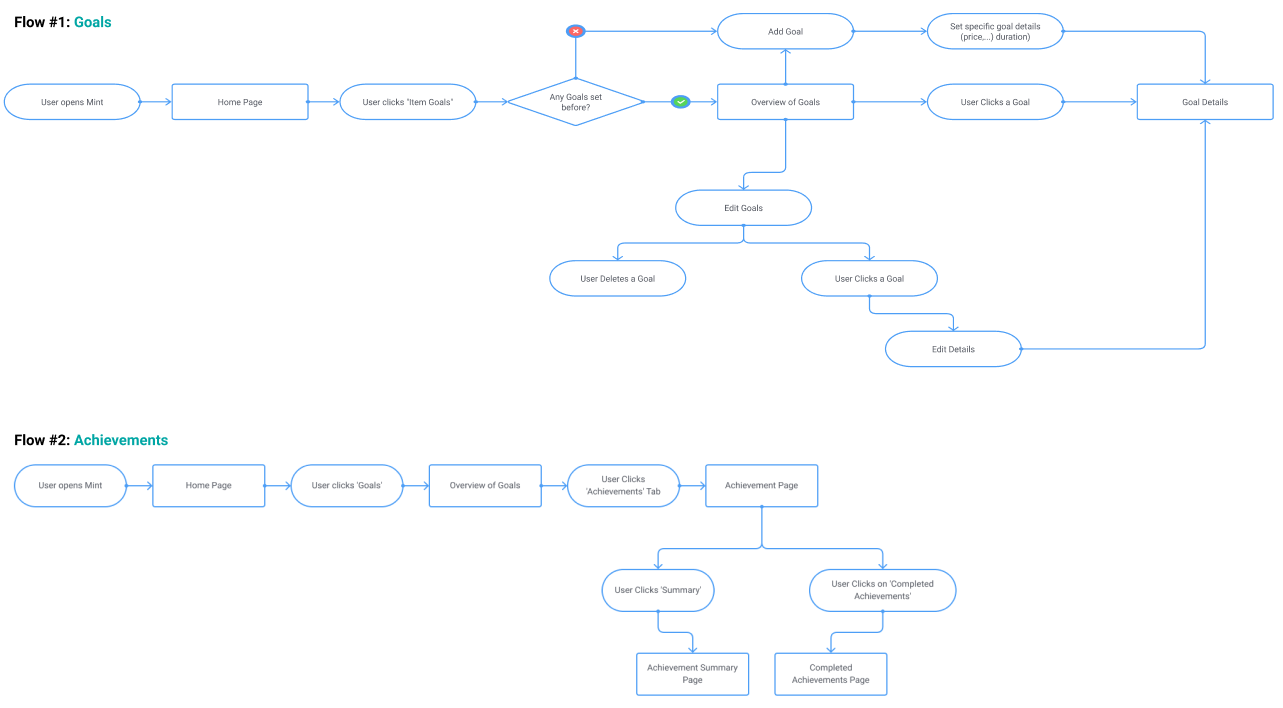 Flow #1: Goals
Add Goal
Set specific goal details
(price,...) duration)
User opens Mint
Home Page
User clicks "Item Goals"
Any Goals set
before?
Overview of Goals
User Clicks a Goal
Goal Details
Edit Goals
User Deletes a Goal
User Clicks a Goal
Edit Details
Flow #2: Achievements
User opens Mint
Home Page
User clicks 'Goals'
Overview of Goals
User Clicks
'Achievements' Tab
Achievement Page
User Clicks 'Summary'
User Clicks on 'Completed
Achievements'
Achievement Summary
Page
Completed
Achievements Page